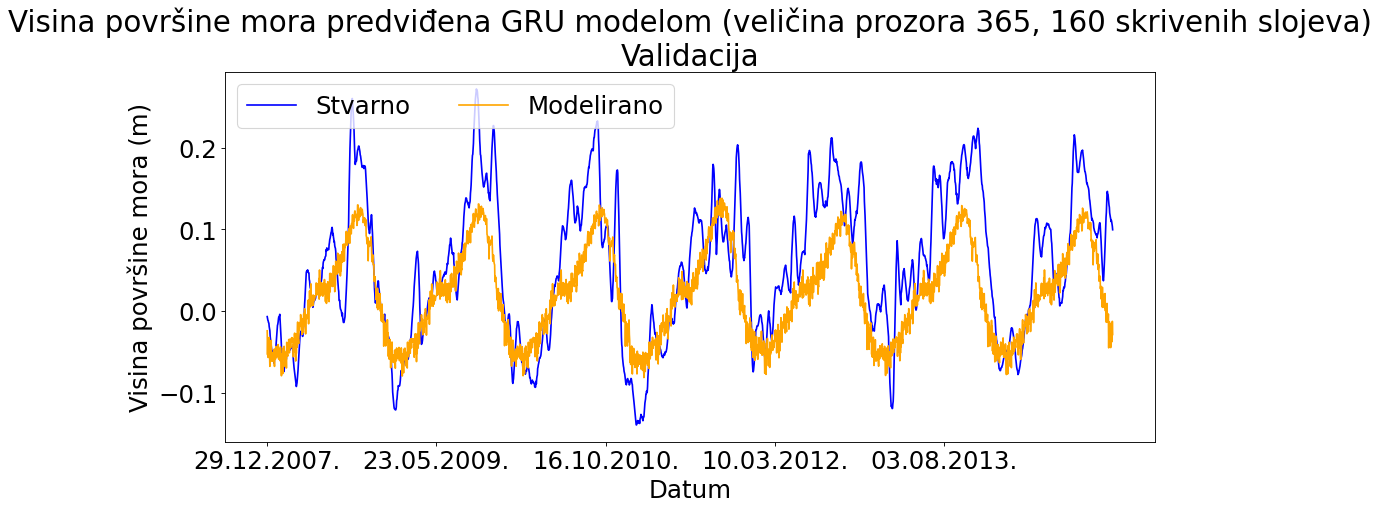 Visina površine mora predviđena GRU modelom (veličina prozora 365, 160 skrivenih slojeva)
Validacija
Stvarno
Modelirano
Visina površine mora (m)
0.2
0.1
0.0
−0.1
29.12.2007.
23.05.2009.
16.10.2010.
10.03.2012.
03.08.2013.
Datum